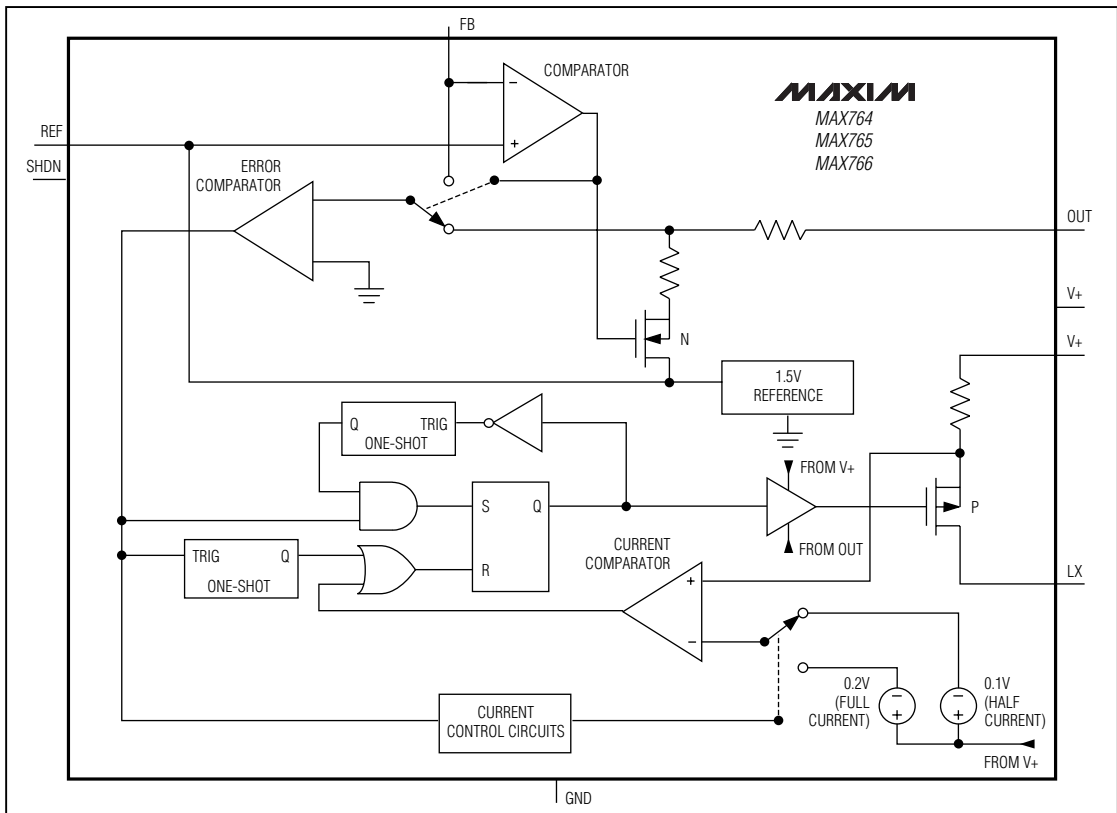 FB
COMPARATOR
−
+
MAXIM
MAX764
MAX765
MAX766
REF
SHDN
ERROR
COMPARATOR
OUT
V+
V+
N
1.5V
REFERENCE
Q TRIG
ONE-SHOT
FROM V+
S Q
R
P
FROM OUT
TRIG Q
ONE-SHOT
CURRENT
COMPARATOR
+
−
LX
0.2V
(FULL
CURRENT)
−
+
0.1V
(HALF
CURRENT)
−
+
CURRENT
CONTROL CIRCUITS
FROM V+
GND